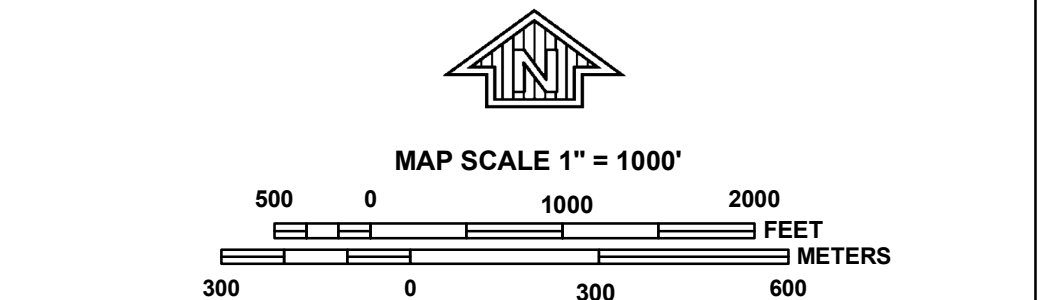 N
MAP SCALE 1" = 1000'
500 0 1000 2000
FEET
METERS
300 0 300 600